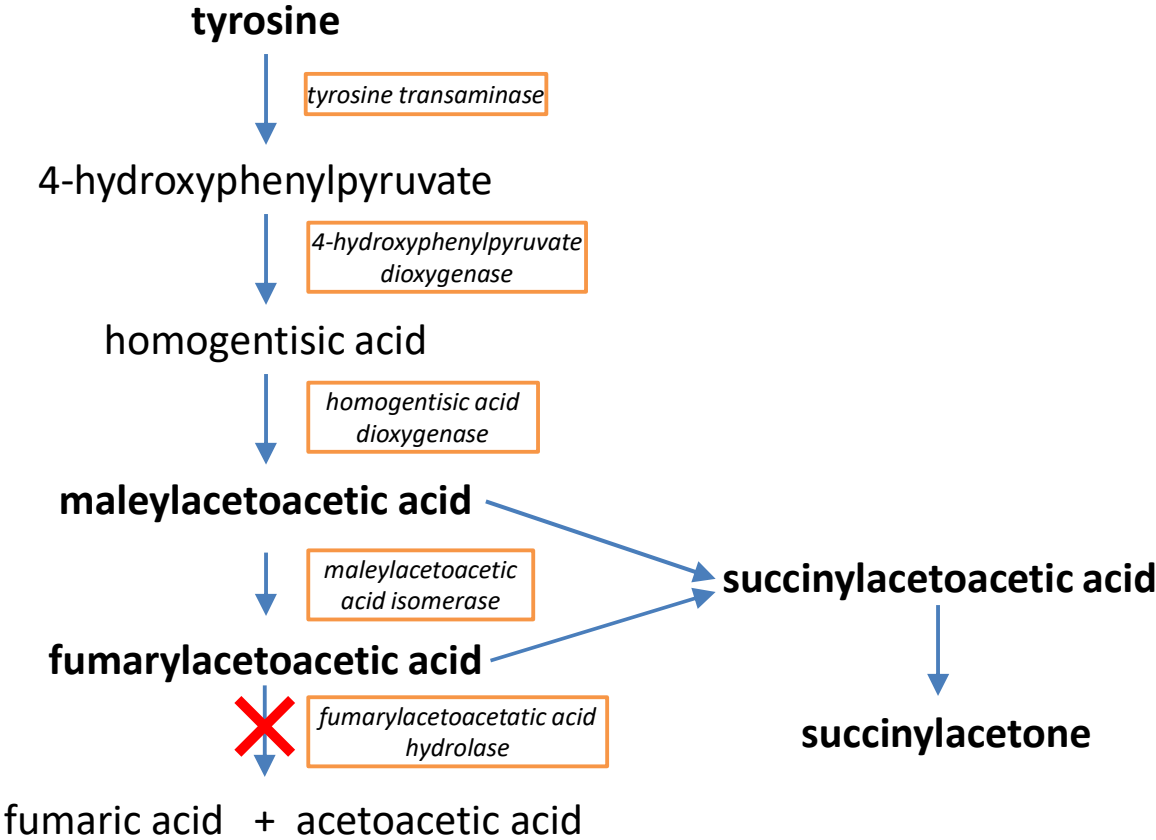 tyrosine
tyrosine transaminase
4-hydroxyphenylpyruvate
4-hydroxyphenylpyruvate
dioxygenase
homogentisic acid
homogentisic acid
dioxygenase
maleylacetoacetic acid
maleylacetoacetic
acid isomerase
succinylacetoacetic acid
fumarylacetoacetic acid
fumarylacetoacetatic acid
hydrolase
succinylacetone
fumaric acid + acetoacetic acid